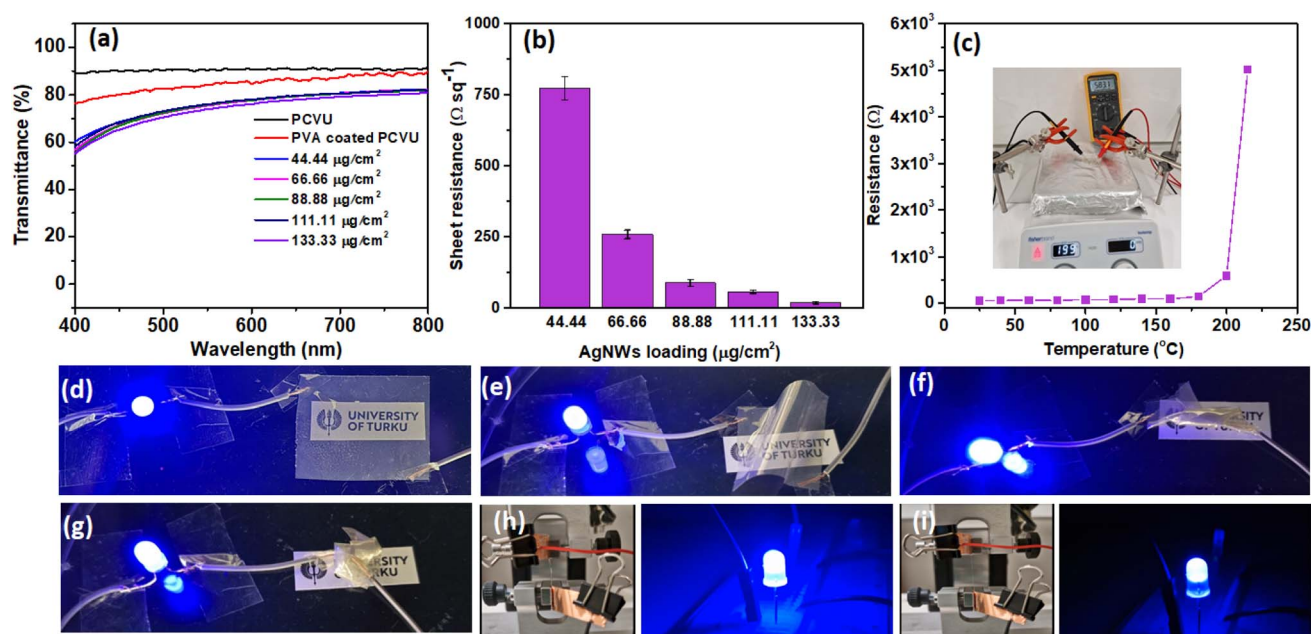 (a)
100
80
60
40
20
0
Transmittance (%)
PCVU
PVA coated PCVU
44.44 μg/cm²
66.66 μg/cm²
88.88 μg/cm²
111.11 μg/cm²
133.33 μg/cm²
400 500 600 700 800
Wavelength (nm)
(b)
1000
750
500
250
0
Sheet resistance (Ω sq⁻¹)
44.44 66.66 88.88 111.11 133.33
AgNWs loading (μg/cm²)
(c)
6x10³
5x10³
4x10³
3x10³
2x10³
1x10³
0
Resistance (Ω)
199
0 50 100 150 200 250
Temperature (°C)
(d)
UNIVERSITY
OF TURKU
(e)
UNIVERSITY
OF TURKU
(f)
UNIVERSITY
OF TURKU
(g)
UNIVERSITY
OF TURKU
(h)
(i)